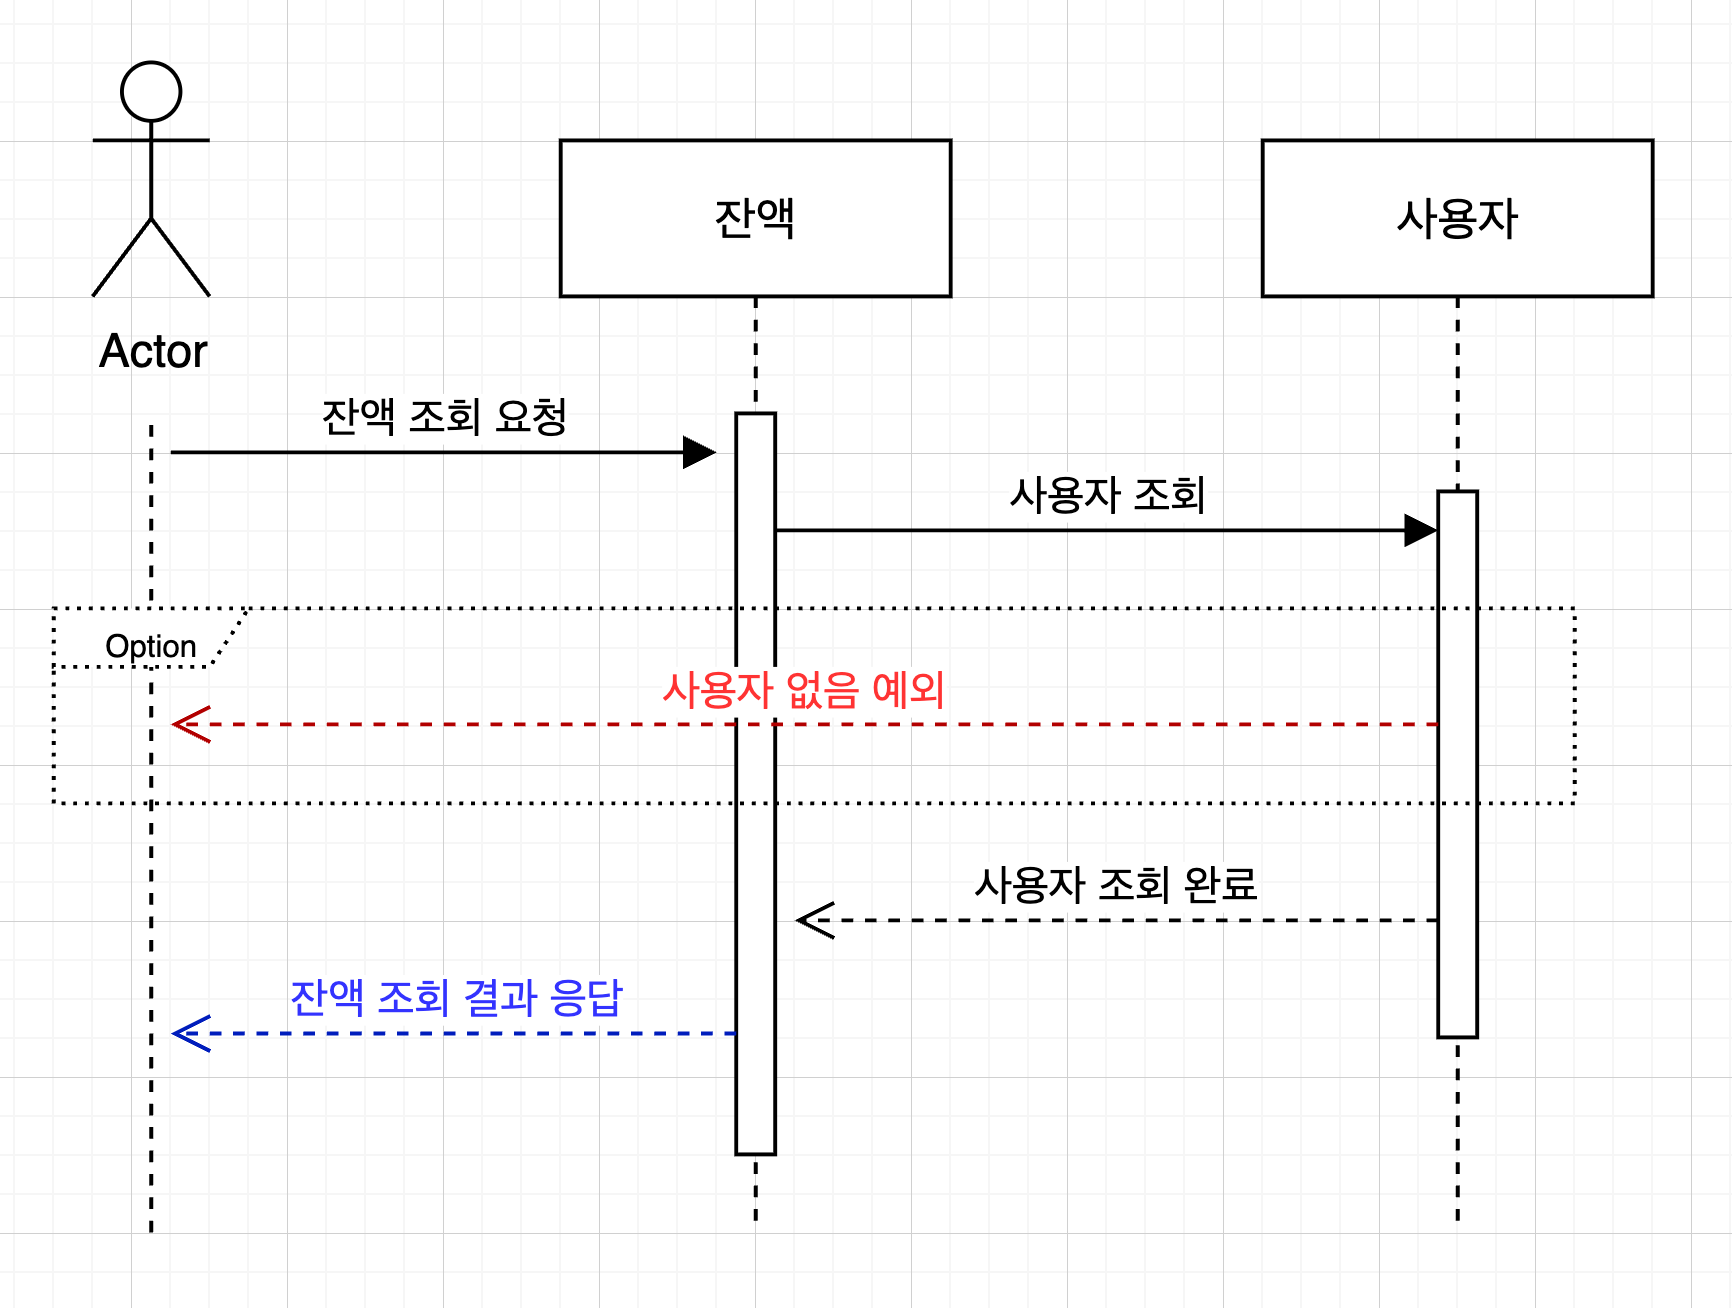 잔액
사용자
Actor
잔액 조회 요청
사용자 조회
Option
사용자 없음 예외
사용자 조회 완료
잔액 조회 결과 응답